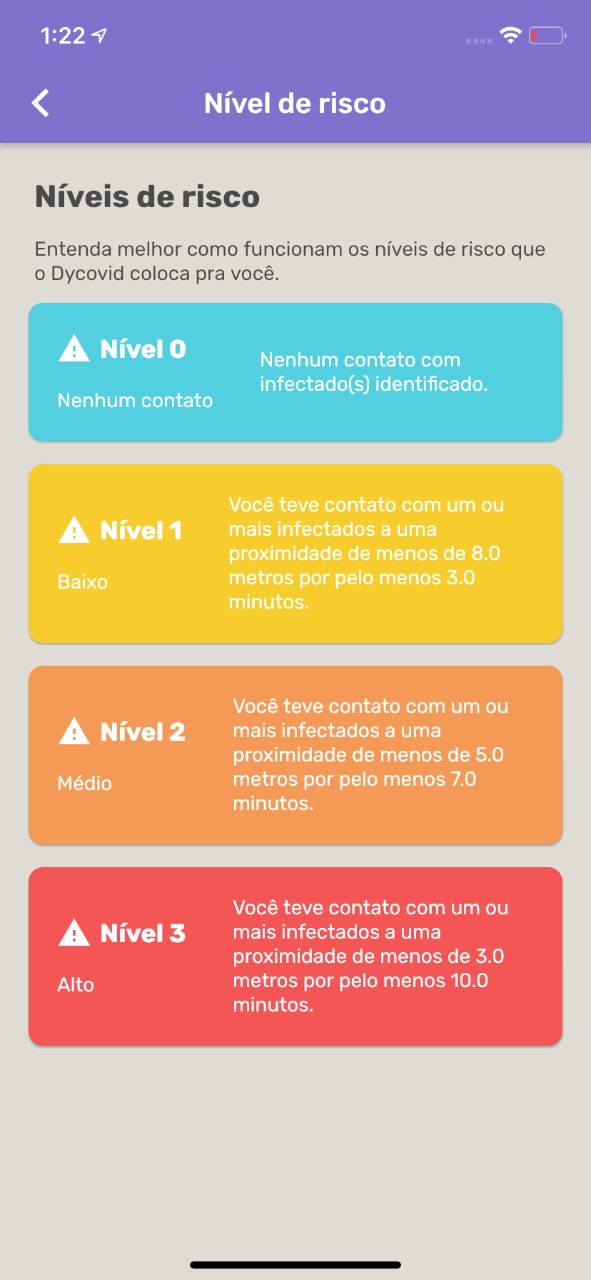 1:22
Nível de risco
Níveis de risco
Entenda melhor como funcionam os níveis de risco que
o Dycovid coloca pra você.
Nível 0
Nenhum contato
Nenhum contato com
infectado(s) identificado.
Nível 1
Baixo
Você teve contato com um ou
mais infectados a uma
proximidade de menos de 8.0
metros por pelo menos 3.0
minutos.
Nível 2
Médio
Você teve contato com um ou
mais infectados a uma
proximidade de menos de 5.0
metros por pelo menos 7.0
minutos.
Nível 3
Alto
Você teve contato com um ou
mais infectados a uma
proximidade de menos de 3.0
metros por pelo menos 10.0
minutos.